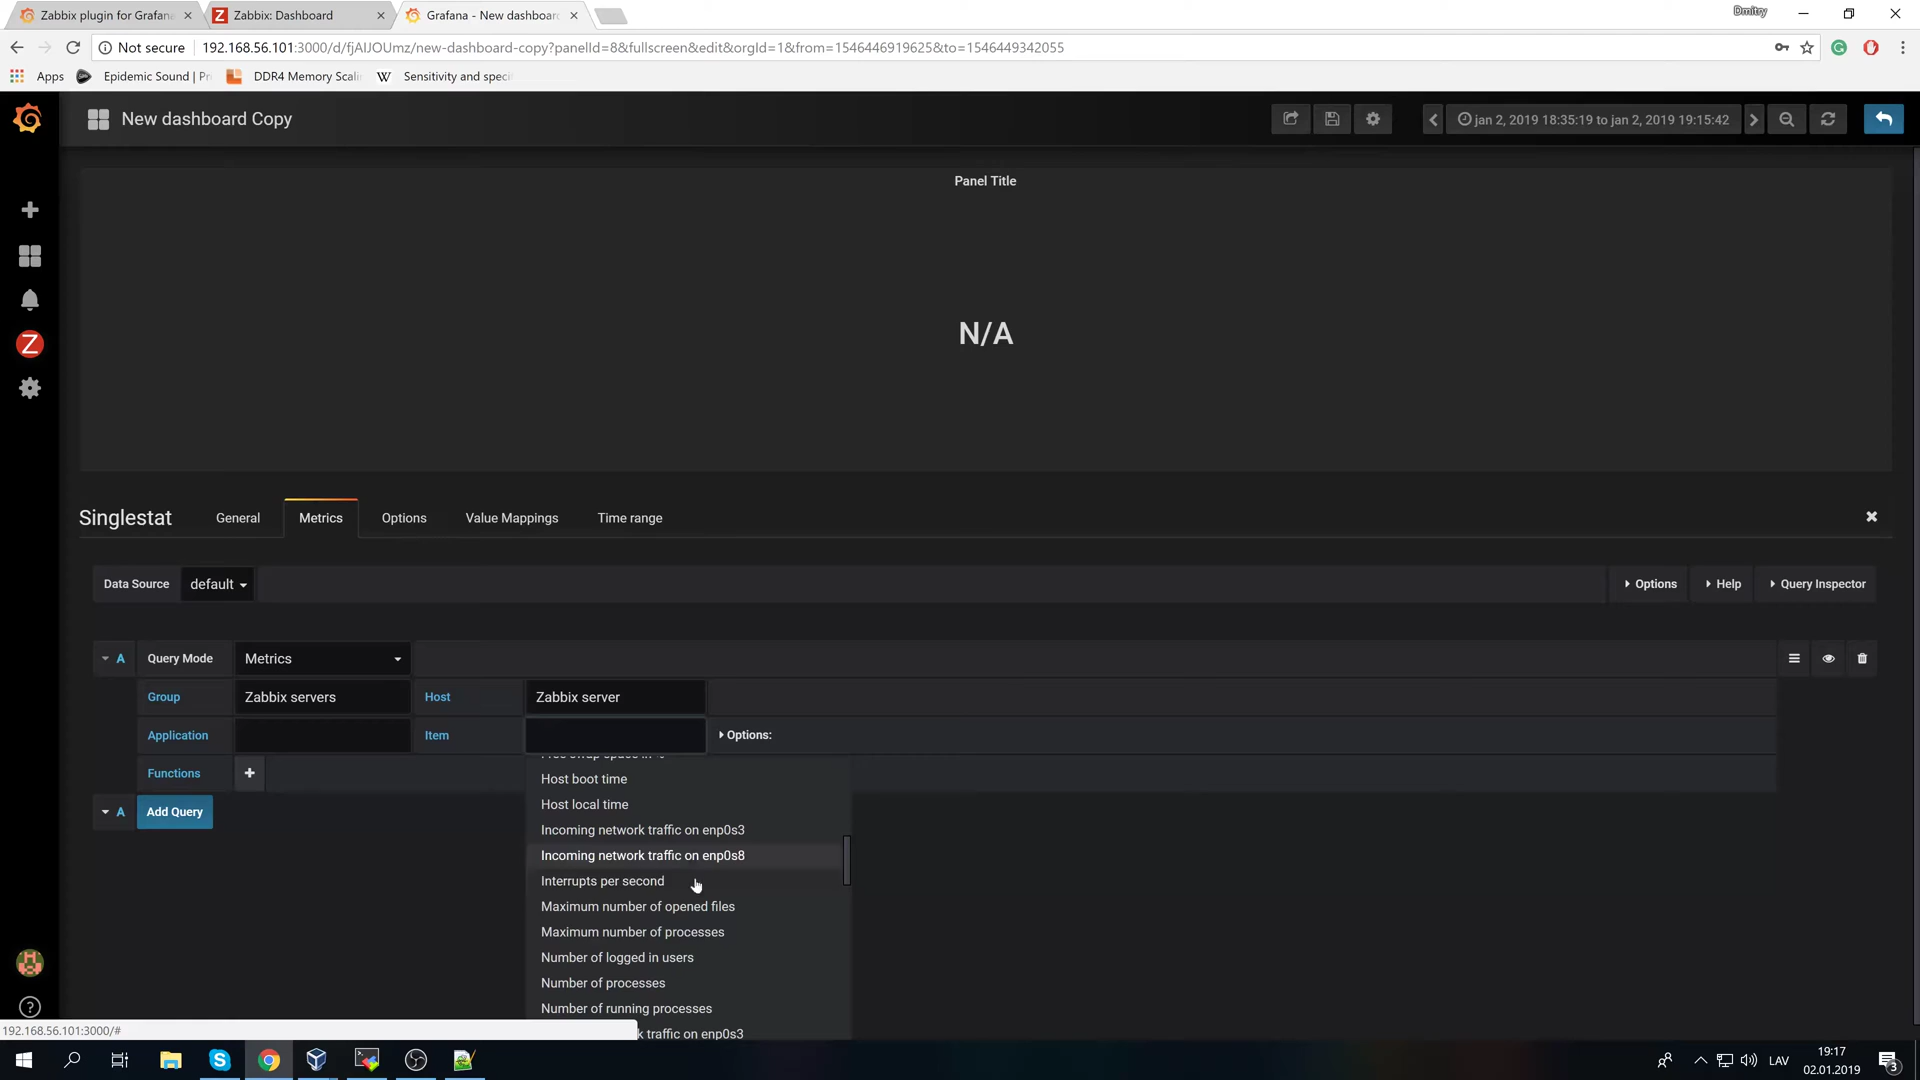 Zabbix plugin for Grafana
Zabbix: Dashboard
Grafana - New dashboard
Dmitry
Not secure
192.168.56.101:3000/d/fjAIJOUmz/new-dashboard-copy?panelId=8&fullscreen&edit&orgId=1&from=1546446919625&to=1546449342055
Apps
Epidemic Sound | Pr
DDR4 Memory Scali
W
Sensitivity and speci
New dashboard Copy
jan 2, 2019 18:35:19 to jan 2, 2019 19:15:42
Panel Title
N/A
Z
Singlestat
General
Metrics
Options
Value Mappings
Time range
Data Source
default
Options
Help
Query Inspector
A
Query Mode
Metrics
Group
Zabbix servers
Host
Zabbix server
Application
Item
Options:
Functions
A
Add Query
Host boot time
Host local time
Incoming network traffic on enp0s3
Incoming network traffic on enp0s8
Interrupts per second
Maximum number of opened files
Maximum number of processes
Number of logged in users
Number of processes
Number of running processes
traffic on enp0s3
192.168.56.101:3000/#
LAV
19:17
02.01.2019
3